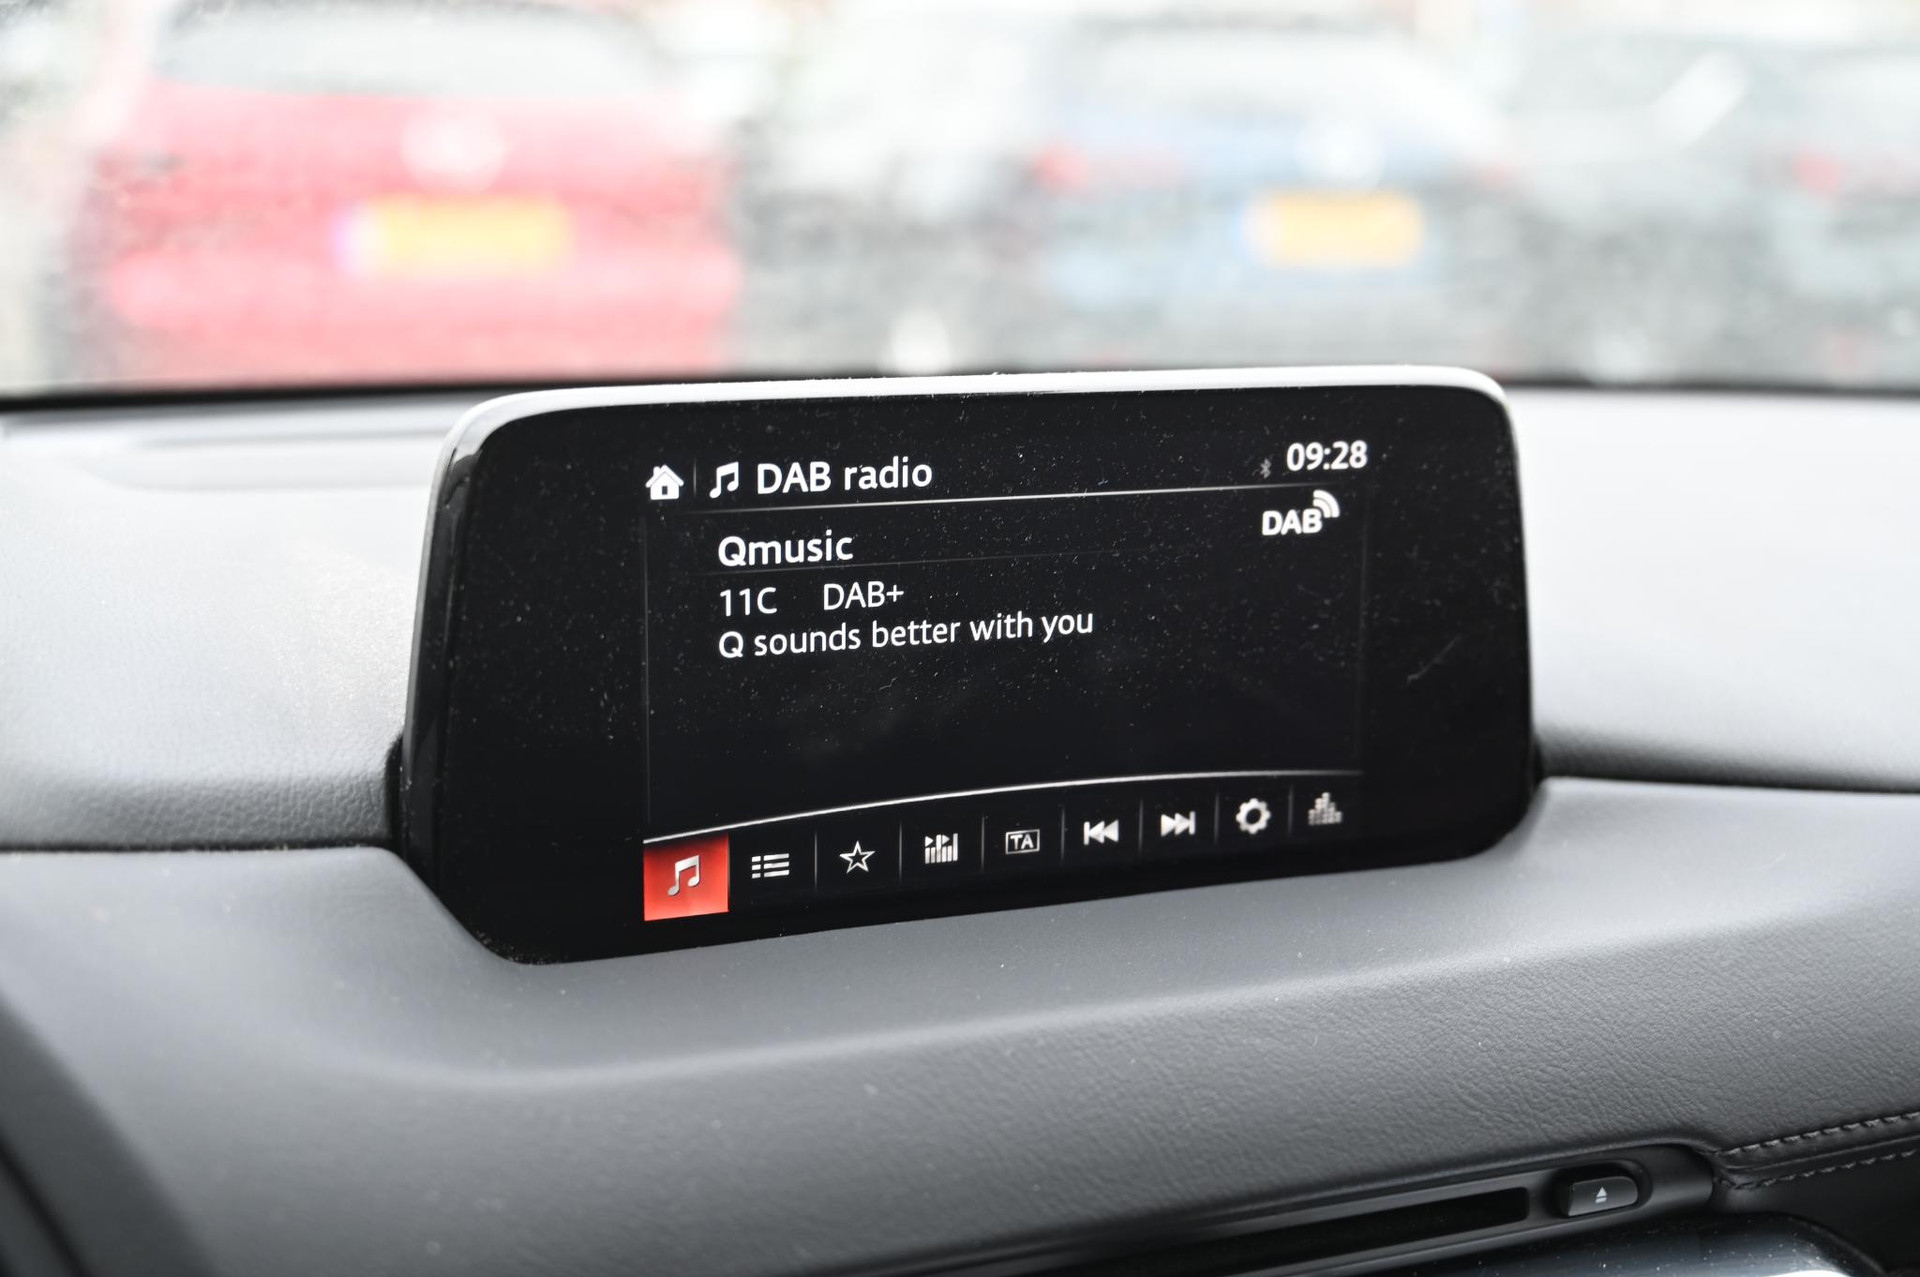 DAB radio
09:28
DAB
Qmusic
11C DAB+
Q sounds better with you
TA